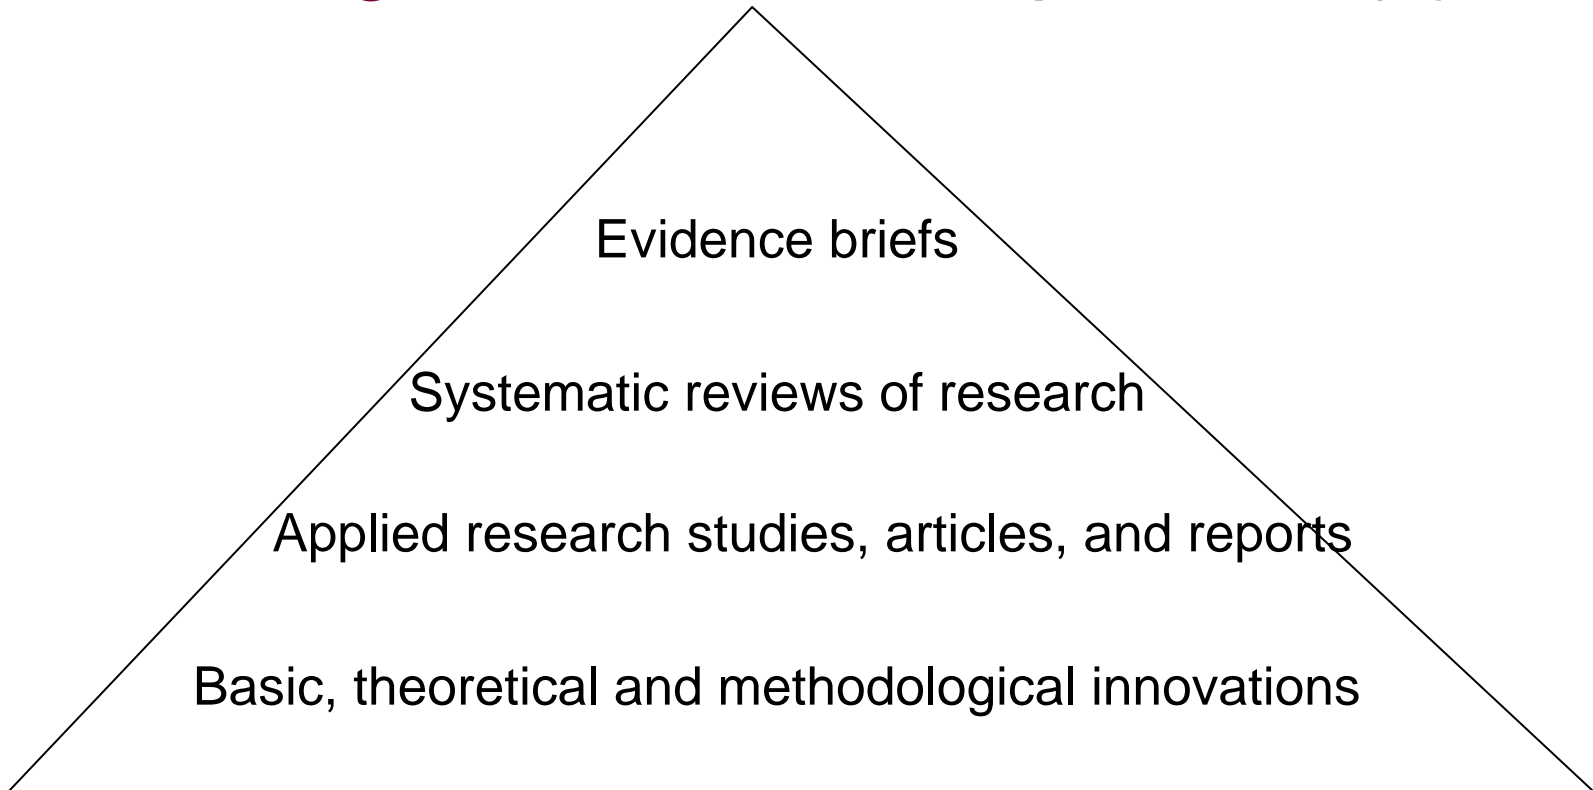 Evidence briefs
Systematic reviews of research
Applied research studies, articles, and reports
Basic, theoretical and methodological innovations